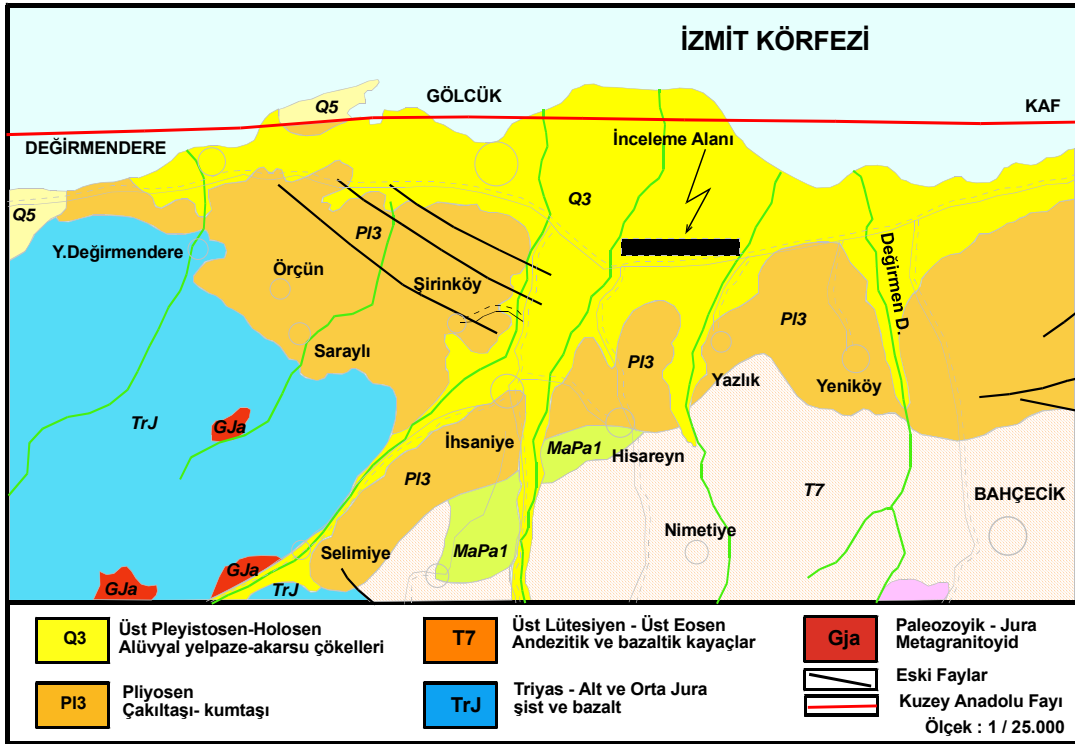 İZMİT KÖRFEZİ
Q5
GÖLCÜK
KAF
DEĞİRMENDERE
İnceleme Alanı
Q5
Q3
Y.Değirmendere
Pl3
Örçün
Şirinköy
Değirmen D.
Pl3
Saraylı
Pl3
Yazlık
Yeniköy
TrJ
GJa
İhsaniye
MaPa1
Hisareyn
Pl3
T7
BAHÇECİK
Nimetiye
Selimiye
MaPa1
GJa
GJa
TrJ
Q3
Üst Pleyistosen-Holosen
Alüvyal yelpaze-akarsu çökelleri
Pl3
Pliyosen
Çakıltaşı- kumtaşı
T7
Üst Lütesiyen - Üst Eosen
Andezitik ve bazaltik kayaçlar
TrJ
Triyas - Alt ve Orta Jura
şist ve bazalt
Gja
Paleozoyik - Jura
Metagranitoyid
Eski Faylar
Kuzey Anadolu Fayı
Ölçek : 1 / 25.000